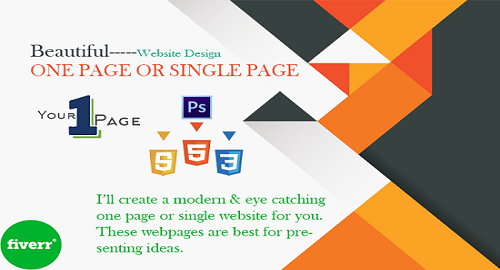 Beautiful-----Website Design
ONE PAGE OR SINGLE PAGE
YOUR 1 PAGE
Ps
5 5 3
I'll create a modern & eye catching
one page or single website for you.
These webpages are best for pre-
senting ideas.
fiverr®